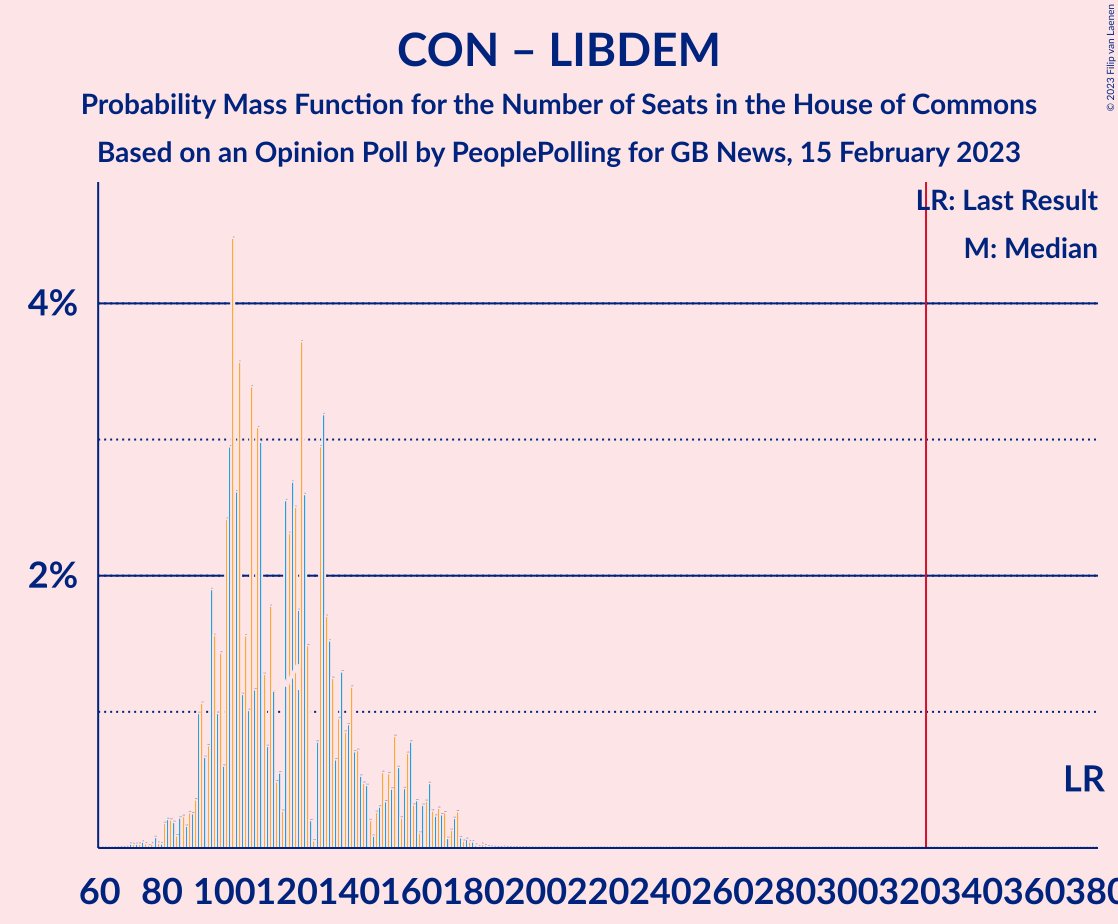 CON – LIBDEM
Probability Mass Function for the Number of Seats in the House of Commons
Based on an Opinion Poll by PeoplePolling for GB News, 15 February 2023
© 2023 Filip van Laenen
LR: Last Result
M: Median
4%
2%
LR
60 80 100 120 140 160 180 200 220 240 260 280 300 320 340 360 380